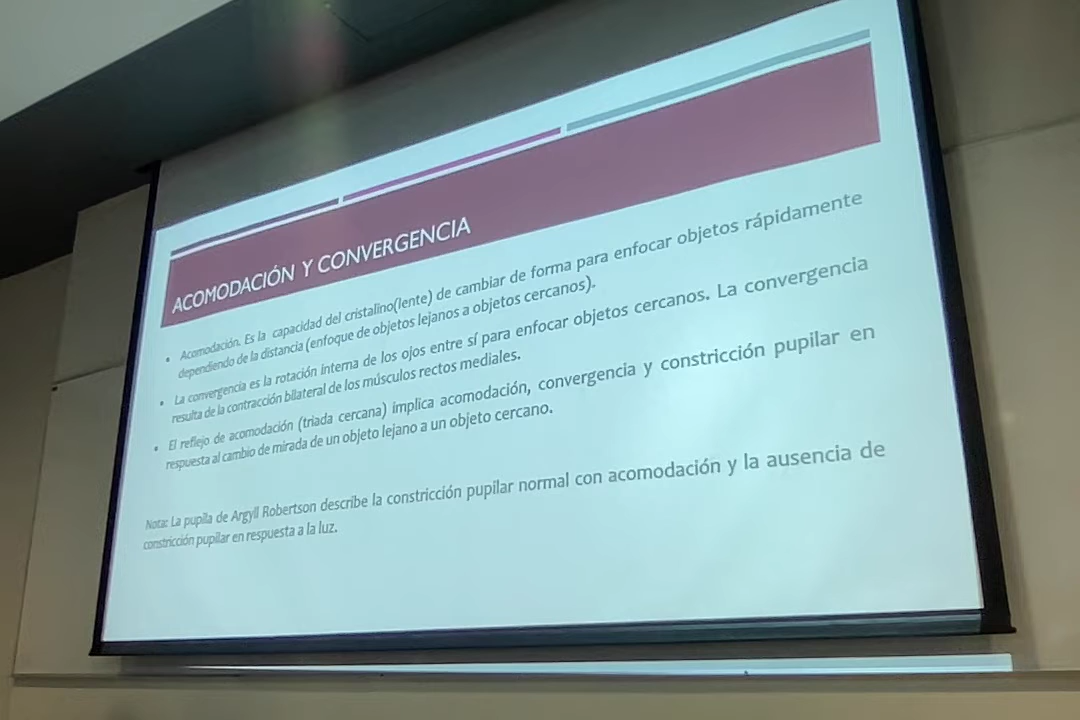 ACOMODACIÓN Y CONVERGENCIA
• Acomodación. Es la capacidad del cristalino(lente) de cambiar de forma para enfocar objetos rápidamente
dependiendo de la distancia (enfoque de objetos lejanos a objetos cercanos).
• La convergencia es la rotación interna de los ojos entre sí para enfocar objetos cercanos. La convergencia
resulta de la contracción bilateral de los músculos rectos mediales.
• El reflejo de acomodación (triada cercana) implica acomodación, convergencia y constricción pupilar en
respuesta al cambio de mirada de un objeto lejano a un objeto cercano.
Nota: La pupila de Argyll Robertson describe la constricción pupilar normal con acomodación y la ausencia de
constricción pupilar en respuesta a la luz.